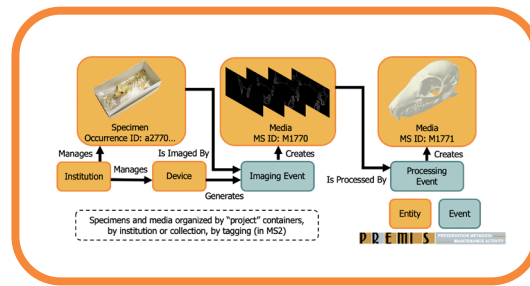 Specimen
Occurrence ID: a2770...
Media
MS ID: M1770
Media
MS ID: M1771
Manages
Is Imaged By
Creates
Creates
Institution
Manages
Device
Generates
Imaging Event
Is Processed By
Processing
Event
Specimens and media organized by “project” containers,
by institution or collection, by tagging (in MS2)
Entity
Event
PREMIS
PRESERVATION METADATA
MAINTENANCE ACTIVITY